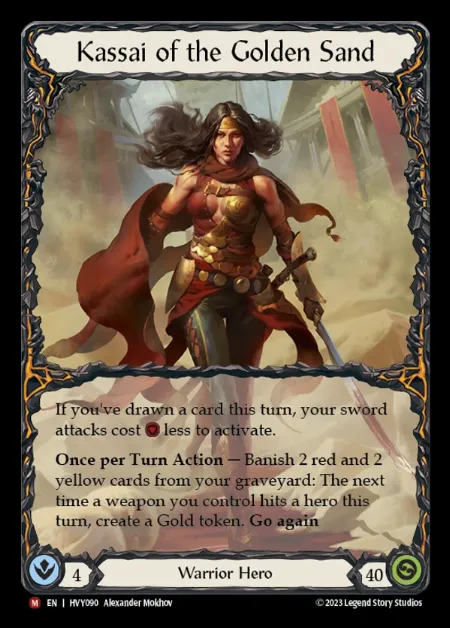 Kassai of the Golden Sand
If you've drawn a card this turn, your sword
attacks cost less to activate.
Once per Turn Action — Banish 2 red and 2
yellow cards from your graveyard: The next
time a weapon you control hits a hero this
turn, create a Gold token. Go again
4
Warrior Hero
40
M EN | HVY090 Alexander Mokhov
© 2023 Legend Story Studios